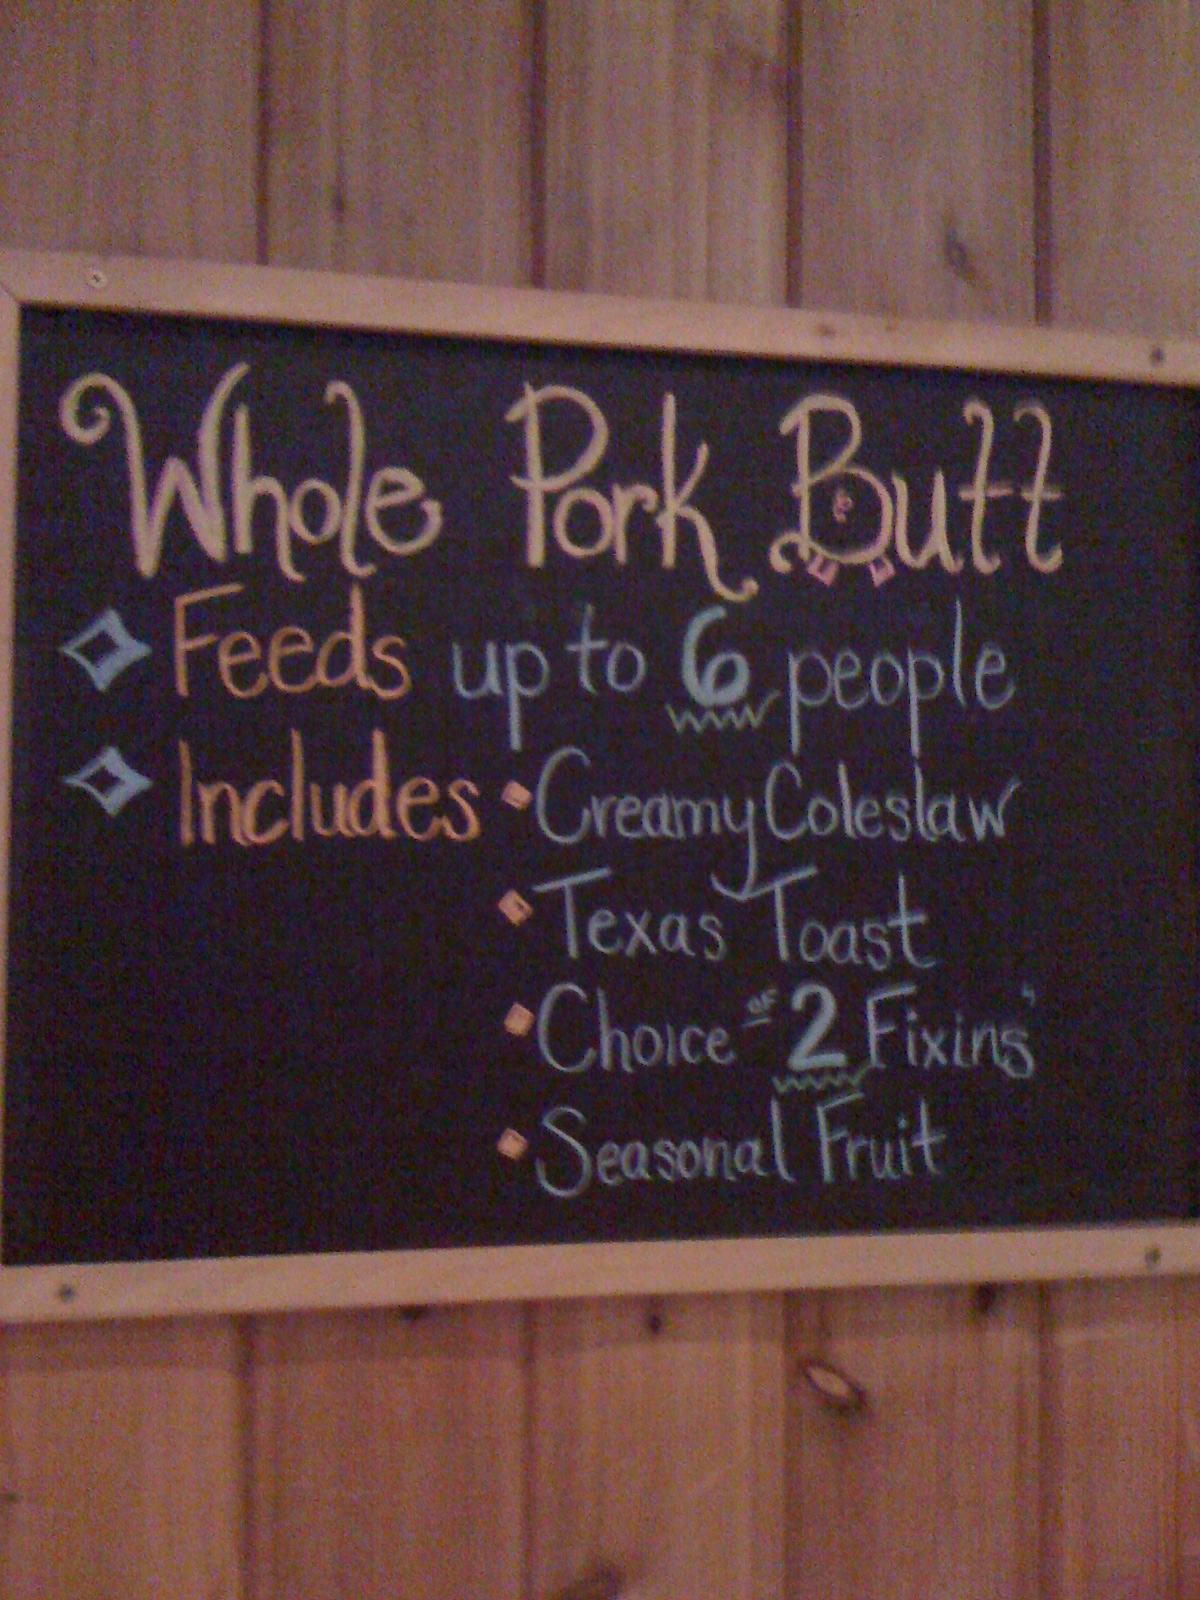 Whole Pork Butt
Feeds up to 6 people
Includes Creamy Coleslaw
Texas Toast
Choice OF 2 Fixins'
Seasonal Fruit